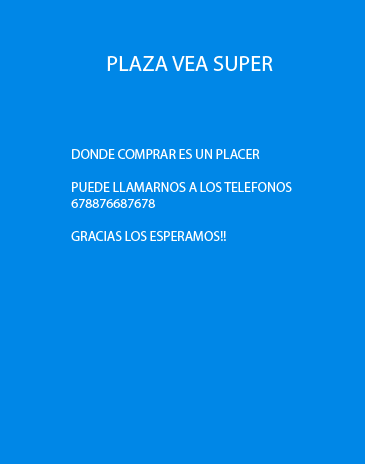 PLAZA VEA SUPER
DONDE COMPRAR ES UN PLACER
PUEDE LLAMARNOS A LOS TELEFONOS
678876687678
GRACIAS LOS ESPERAMOS!!